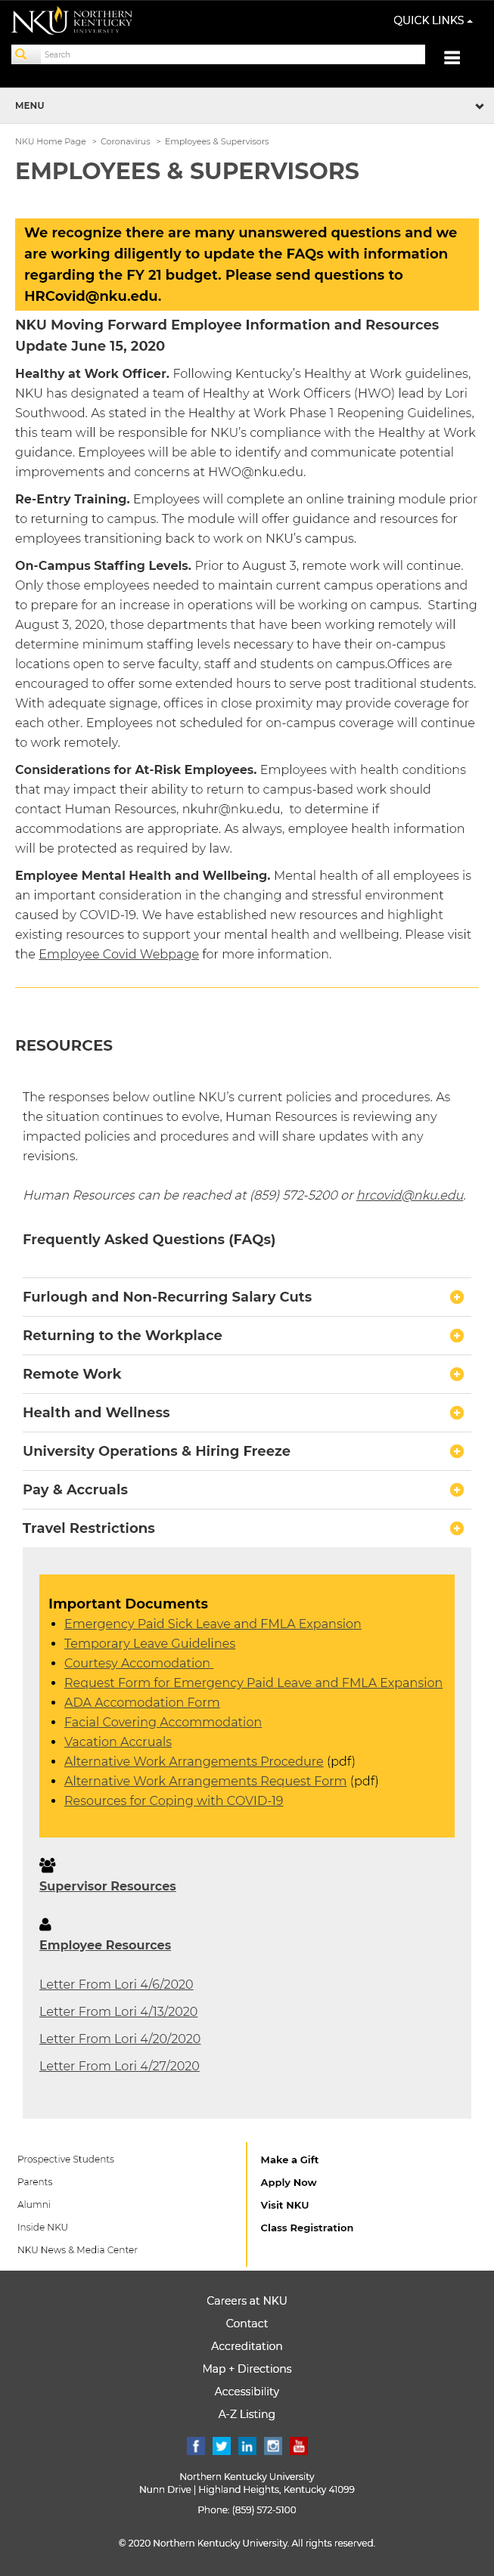 NKU NORTHERN
KENTUCKY
UNIVERSITY
QUICK LINKS
Search
MENU
NKU Home Page > Coronavirus > Employees & Supervisors
EMPLOYEES & SUPERVISORS
We recognize there are many unanswered questions and we
are working diligently to update the FAQs with information
regarding the FY 21 budget. Please send questions to
HRCovid@nku.edu.
NKU Moving Forward Employee Information and Resources
Update June 15, 2020
Healthy at Work Officer. Following Kentucky's Healthy at Work guidelines,
NKU has designated a team of Healthy at Work Officers (HWO) lead by Lori
Southwood. As stated in the Healthy at Work Phase 1 Reopening Guidelines,
this team will be responsible for NKU's compliance with the Healthy at Work
guidance. Employees will be able to identify and communicate potential
improvements and concerns at HWO@nku.edu.
Re-Entry Training. Employees will complete an online training module prior
to returning to campus. The module will offer guidance and resources for
employees transitioning back to work on NKU's campus.
On-Campus Staffing Levels. Prior to August 3, remote work will continue.
Only those employees needed to maintain current campus operations and
to prepare for an increase in operations will be working on campus. Starting
August 3, 2020, those departments that have been working remotely will
determine minimum staffing levels necessary to have their on-campus
locations open to serve faculty, staff and students on campus.Offices are
encouraged to offer some extended hours to serve post traditional students.
With adequate signage, offices in close proximity may provide coverage for
each other. Employees not scheduled for on-campus coverage will continue
to work remotely.
Considerations for At-Risk Employees. Employees with health conditions
that may impact their ability to return to campus-based work should
contact Human Resources, nkuhr@nku.edu, to determine if
accommodations are appropriate. As always, employee health information
will be protected as required by law.
Employee Mental Health and Wellbeing. Mental health of all employees is
an important consideration in the changing and stressful environment
caused by COVID-19. We have established new resources and highlight
existing resources to support your mental health and wellbeing. Please visit
the Employee Covid Webpage for more information.
RESOURCES
The responses below outline NKU's current policies and procedures. As
the situation continues to evolve, Human Resources is reviewing any
impacted policies and procedures and will share updates with any
revisions.
Human Resources can be reached at (859) 572-5200 or hrcovid@nku.edu.
Frequently Asked Questions (FAQs)
Furlough and Non-Recurring Salary Cuts
Returning to the Workplace
Remote Work
Health and Wellness
University Operations & Hiring Freeze
Pay & Accruals
Travel Restrictions
Important Documents
• Emergency Paid Sick Leave and FMLA Expansion
• Temporary Leave Guidelines
• Courtesy Accomodation
• Request Form for Emergency Paid Leave and FMLA Expansion
• ADA Accomodation Form
• Facial Covering Accommodation
• Vacation Accruals
• Alternative Work Arrangements Procedure (pdf)
• Alternative Work Arrangements Request Form (pdf)
• Resources for Coping with COVID-19
Supervisor Resources
Employee Resources
Letter From Lori 4/6/2020
Letter From Lori 4/13/2020
Letter From Lori 4/20/2020
Letter From Lori 4/27/2020
Prospective Students
Parents
Alumni
Inside NKU
NKU News & Media Center
Make a Gift
Apply Now
Visit NKU
Class Registration
Careers at NKU
Contact
Accreditation
Map + Directions
Accessibility
A-Z Listing
Northern Kentucky University
Nunn Drive | Highland Heights, Kentucky 41099
Phone: (859) 572-5100
© 2020 Northern Kentucky University. All rights reserved.